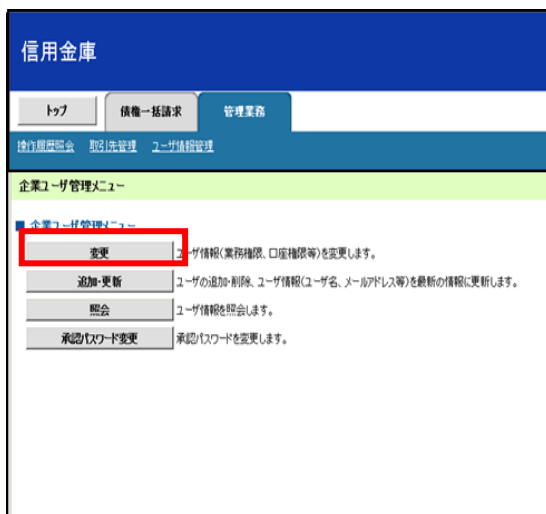 信用金庫
トップ 債権一括請求 管理業務
操作履歴照会 取引先管理 ユーザ情報管理
企業ユーザ管理メニュー
■ 企業ユーザ管理メニュー
変更 ユーザ情報(業務権限、口座権限等)を変更します。
追加・更新 ユーザの追加・削除、ユーザ情報(ユーザ名、メールアドレス等)を最新の情報に更新します。
照会 ユーザ情報を照会します。
承認パスワード変更 承認パスワードを変更します。